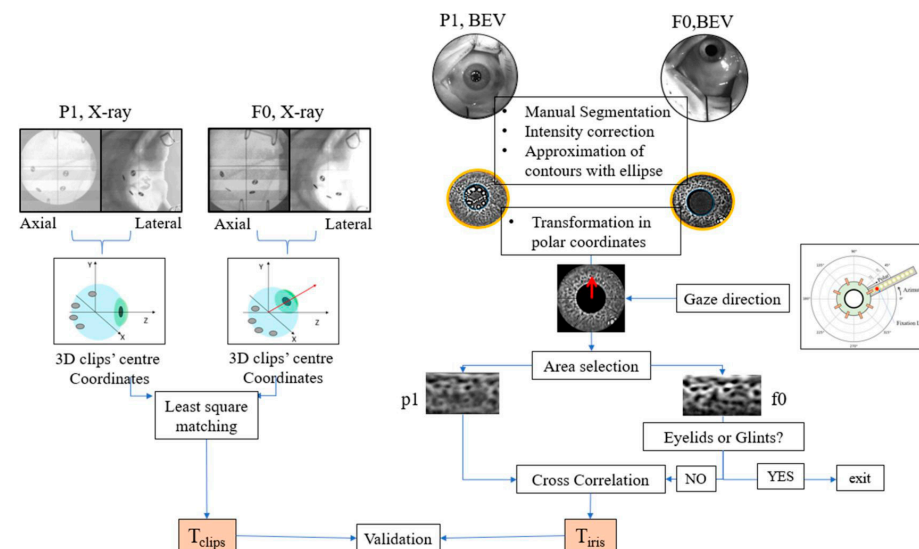 P1, BEV
F0,BEV
• Manual Segmentation
• Intensity correction
• Approximation of
contours with ellipse
P1, X-ray
F0, X-ray
Axial
Lateral
Axial
Lateral
• Transformation in
polar coordinates
Y
Z
X
Y
Z
X
Gaze direction
3D clips' centre
Coordinates
3D clips' centre
Coordinates
Area selection
p1
f0
Least square
matching
Eyelids or Glints?
Cross Correlation
NO
YES
exit
Tclips
Validation
Tiris